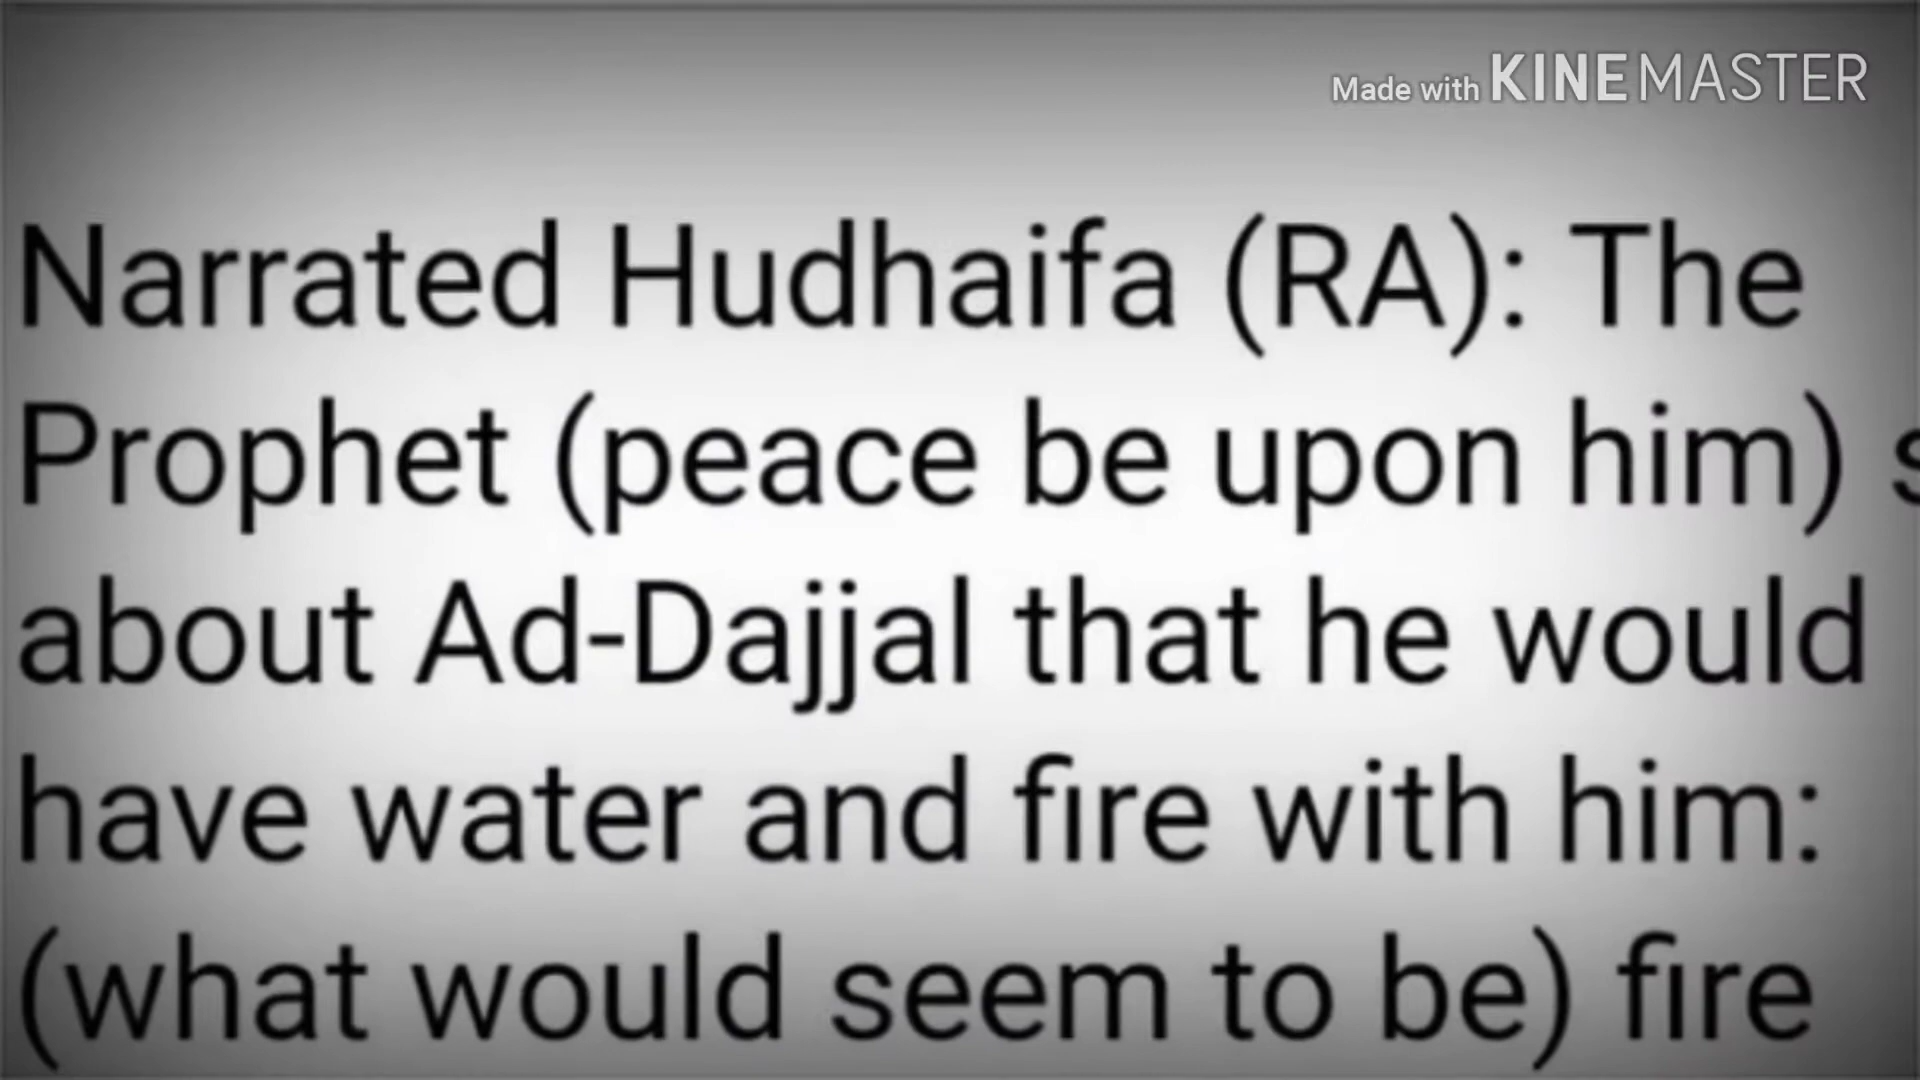 Made with KINEMASTER
Narrated Hudhaifa (RA): The
Prophet (peace be upon him)
about Ad-Dajjal that he would
have water and fire with him:
(what would seem to be) fire